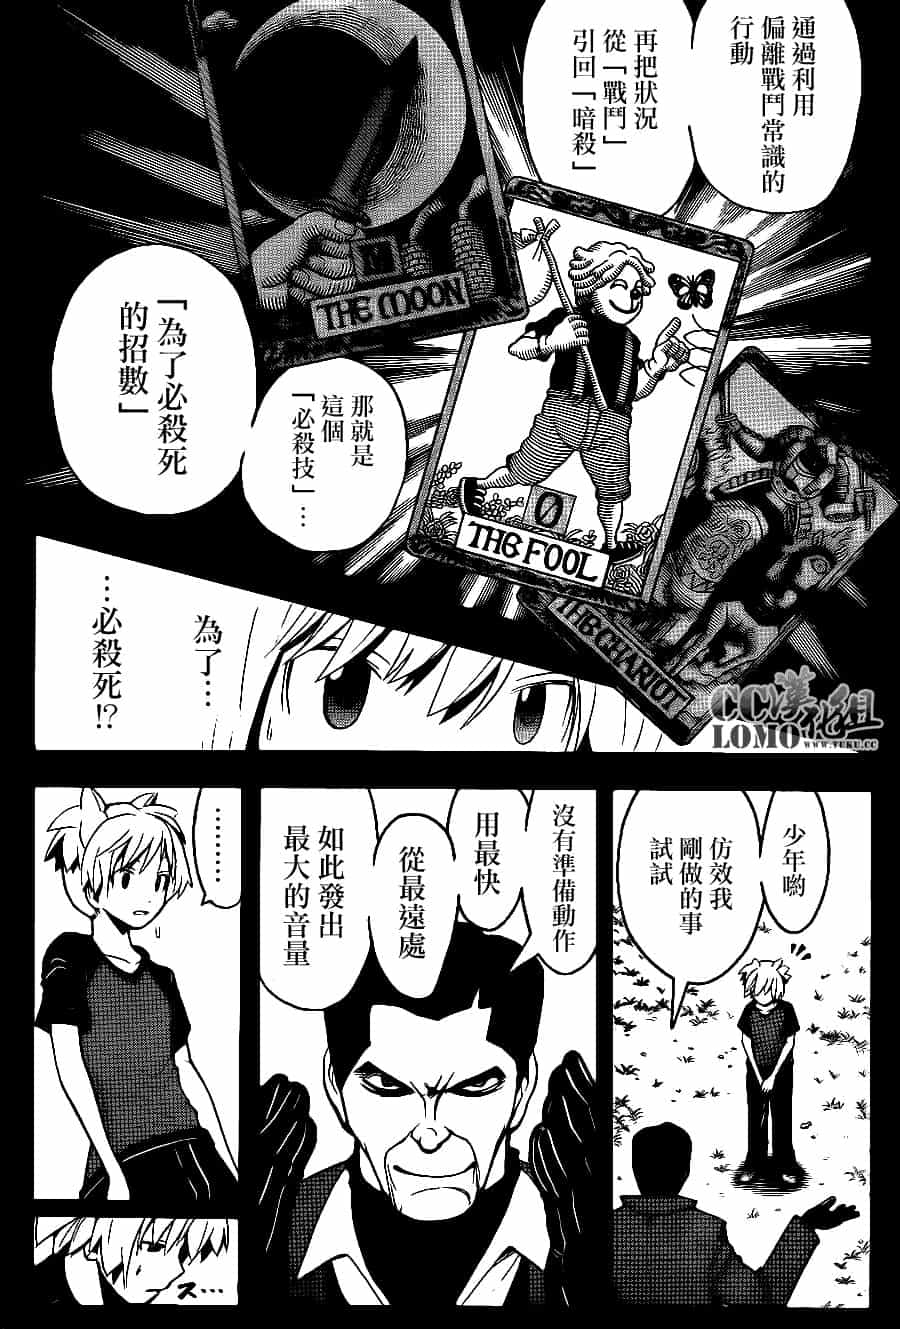 通過利用
偏離戰鬥常識的
行動
再把狀況
從「戰鬥」
引回「暗殺」
THE MOON
0
THE FOOL
THE CHARIOT
那就是
這個
「必殺技」…
「為了必殺死
的招數」
為了…
…必殺死!?
CC漢化組
LOMO
WWW.YUKU.CC
少年喲
仿效我
剛做的事
試試
沒有準備動作
用最快
從最遠處
如此發出
最大的音量
………
ス…